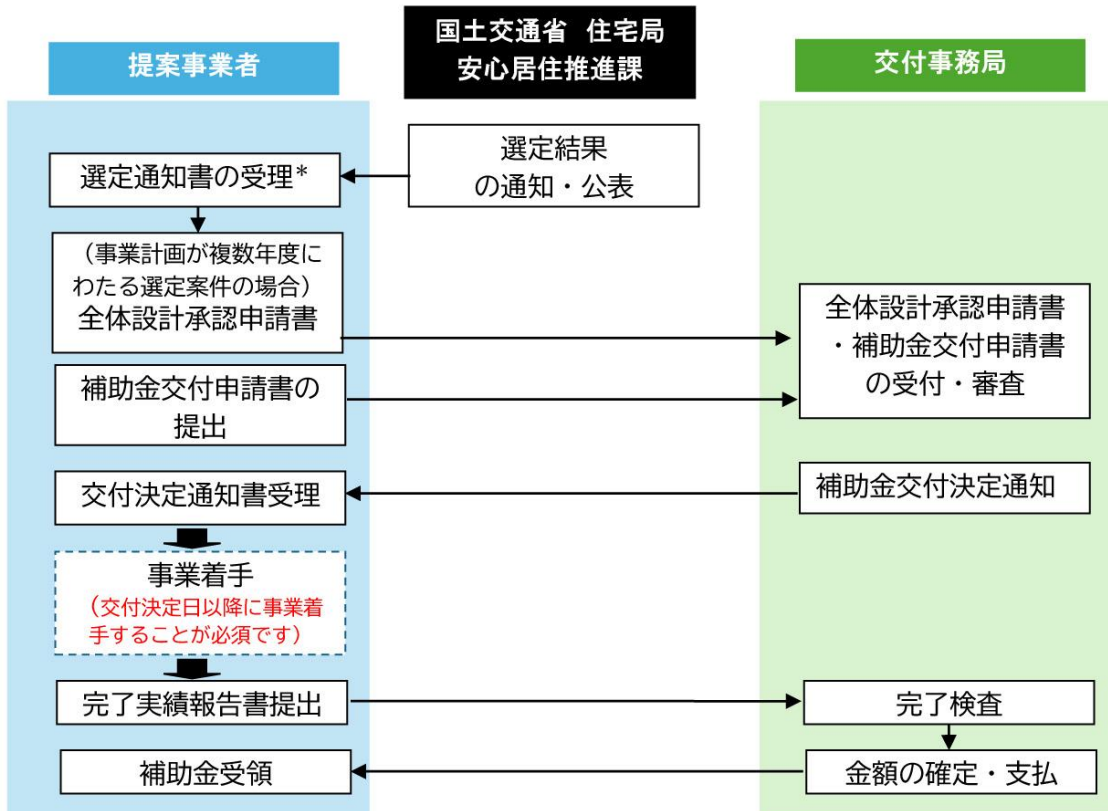 提案事業者
国土交通省 住宅局
安心居住推進課
交付事務局
選定結果
の通知・公表
選定通知書の受理*
（事業計画が複数年度に
わたる選定案件の場合）
全体設計承認申請書
全体設計承認申請書
・補助金交付申請書
の受付・審査
補助金交付申請書の
提出
交付決定通知書受理
補助金交付決定通知
事業着手
（交付決定日以降に事業着
手することが必須です）
完了実績報告書提出
完了検査
補助金受領
金額の確定・支払